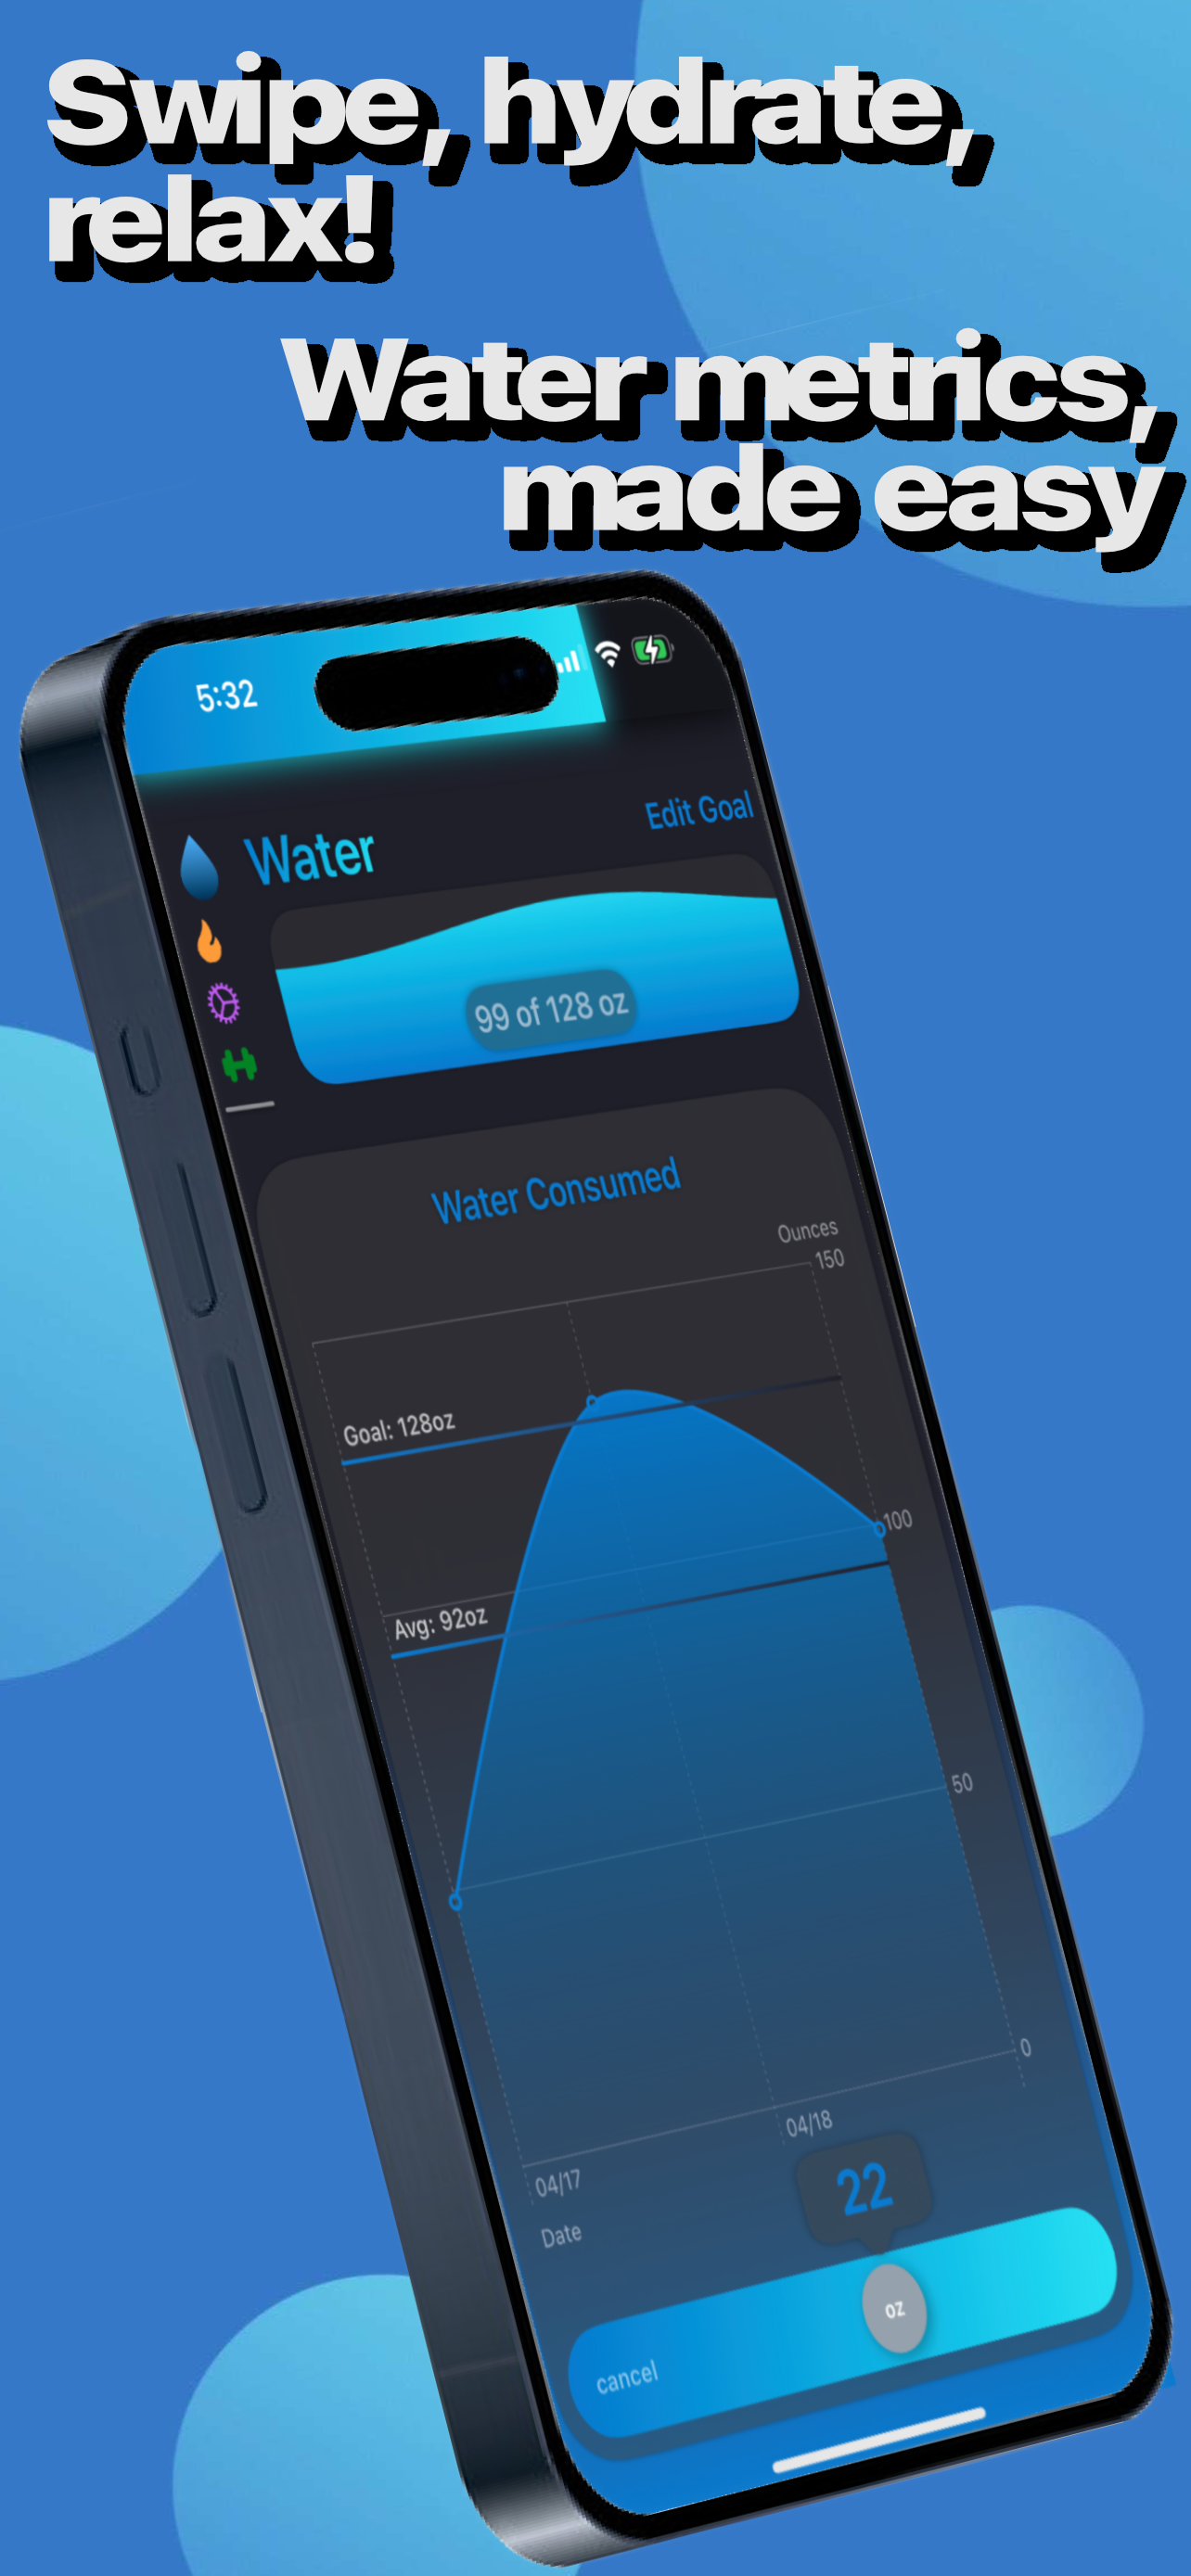 Swipe, hydrate,
relax!
Water metrics,
made easy
5:32
Edit Goal
Water
99 of 128 oz
Water Consumed
Ounces
150
Goal: 128oz
100
Avg: 92oz
50
0
04/18
04/17
Date
22
oz
cancel